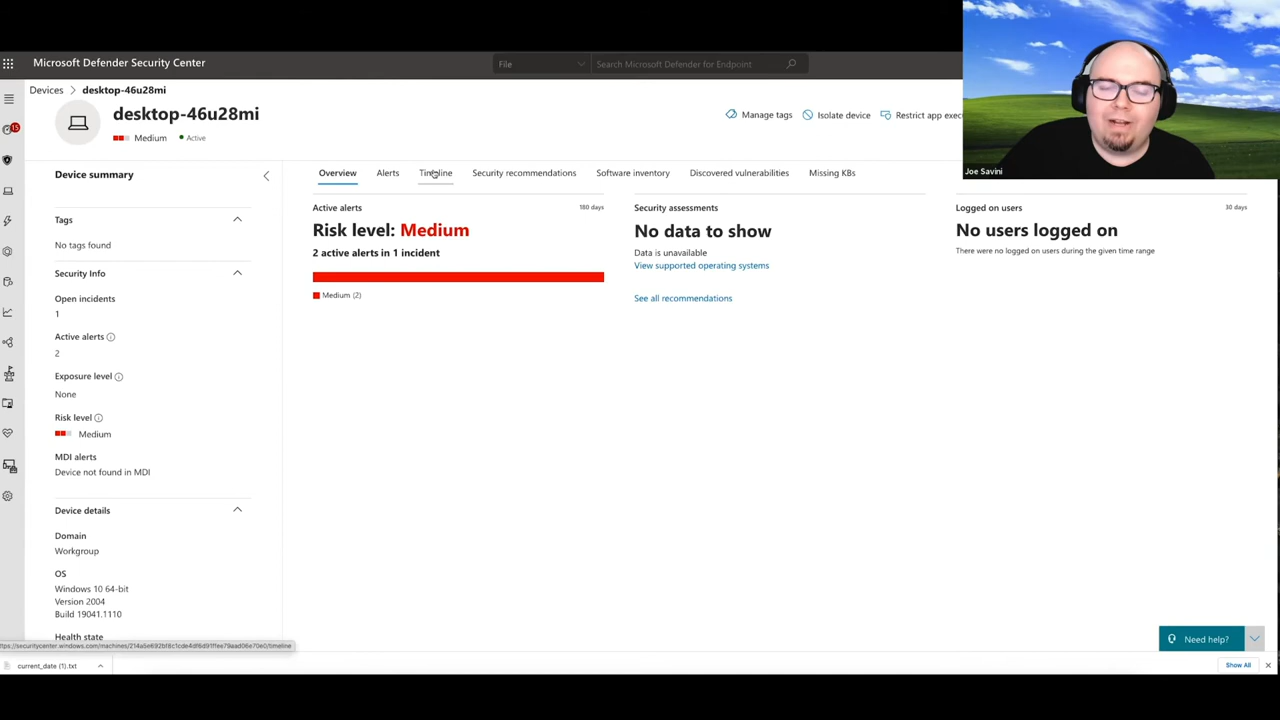 Microsoft Defender Security Center
File
Search Microsoft Defender for Endpoint
Devices > desktop-46u28mi
desktop-46u28mi
Medium
Active
Manage tags
Isolate device
Restrict app exec
Joe Savini
15
Device summary
Overview
Alerts
Timeline
Security recommendations
Software inventory
Discovered vulnerabilities
Missing KBs
Tags
No tags found
Security Info
Open incidents
1
Active alerts
2
Exposure level
None
Risk level
Medium
MDI alerts
Device not found in MDI
Device details
Domain
Workgroup
OS
Windows 10 64-bit
Version 2004
Build 19041.1110
Health state
Active alerts
180 days
Risk level: Medium
2 active alerts in 1 incident
Medium (2)
Security assessments
No data to show
Data is unavailable
View supported operating systems
See all recommendations
Logged on users
30 days
No users logged on
There were no logged on users during the given time range
Need help?
current_date (1).txt
Show All